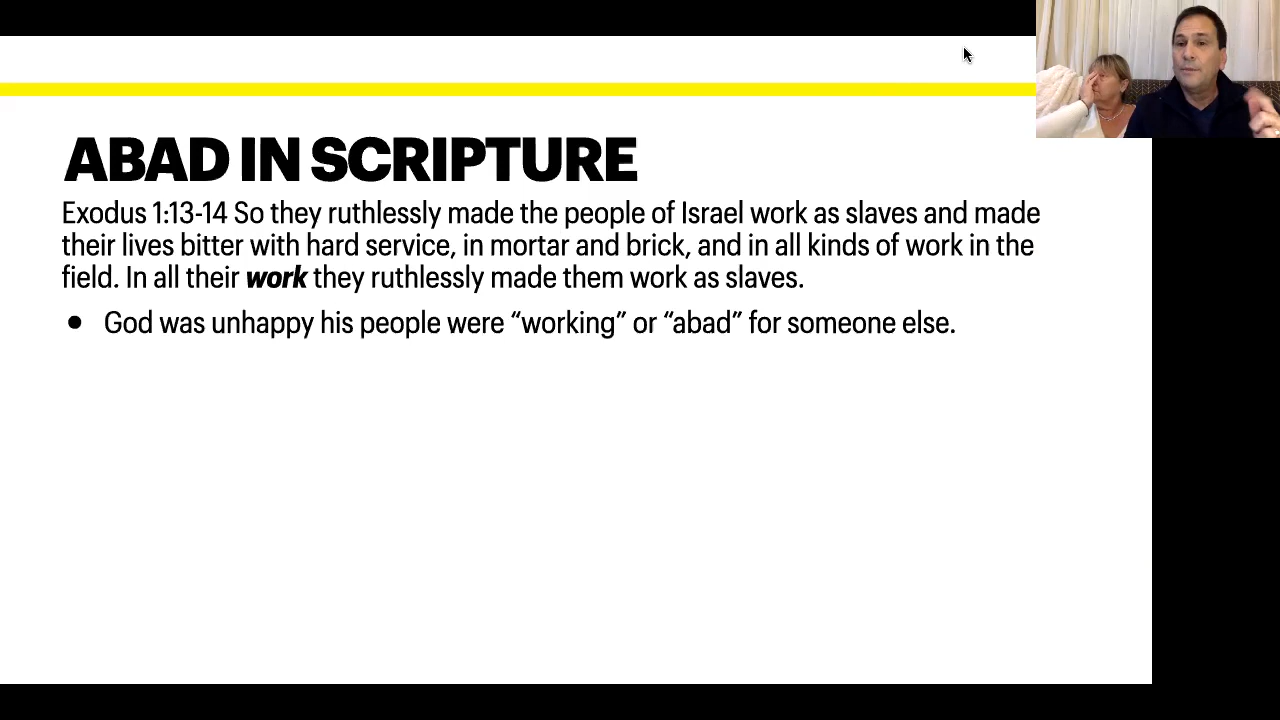 ABAD IN SCRIPTURE
Exodus 1:13-14 So they ruthlessly made the people of Israel work as slaves and made
their lives bitter with hard service, in mortar and brick, and in all kinds of work in the
field. In all their work they ruthlessly made them work as slaves.
● God was unhappy his people were “working” or “abad” for someone else.